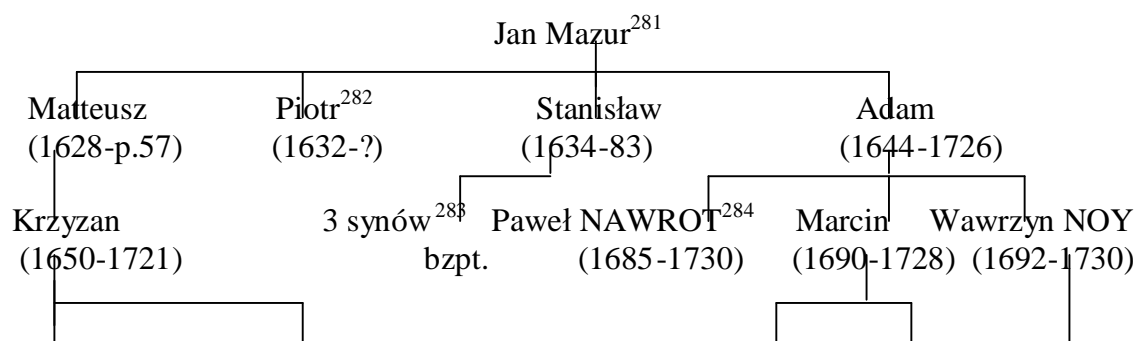 Jan Mazur281
Matteusz Piotr282 Stanisław Adam
(1628-p.57) (1632-?) (1634-83) (1644-1726)
Krzyzan 3 synów283 Paweł NAWROT284 Marcin Wawrzyn NOY
(1650-1721) bzpt. (1685-1730) (1690-1728) (1692-1730)